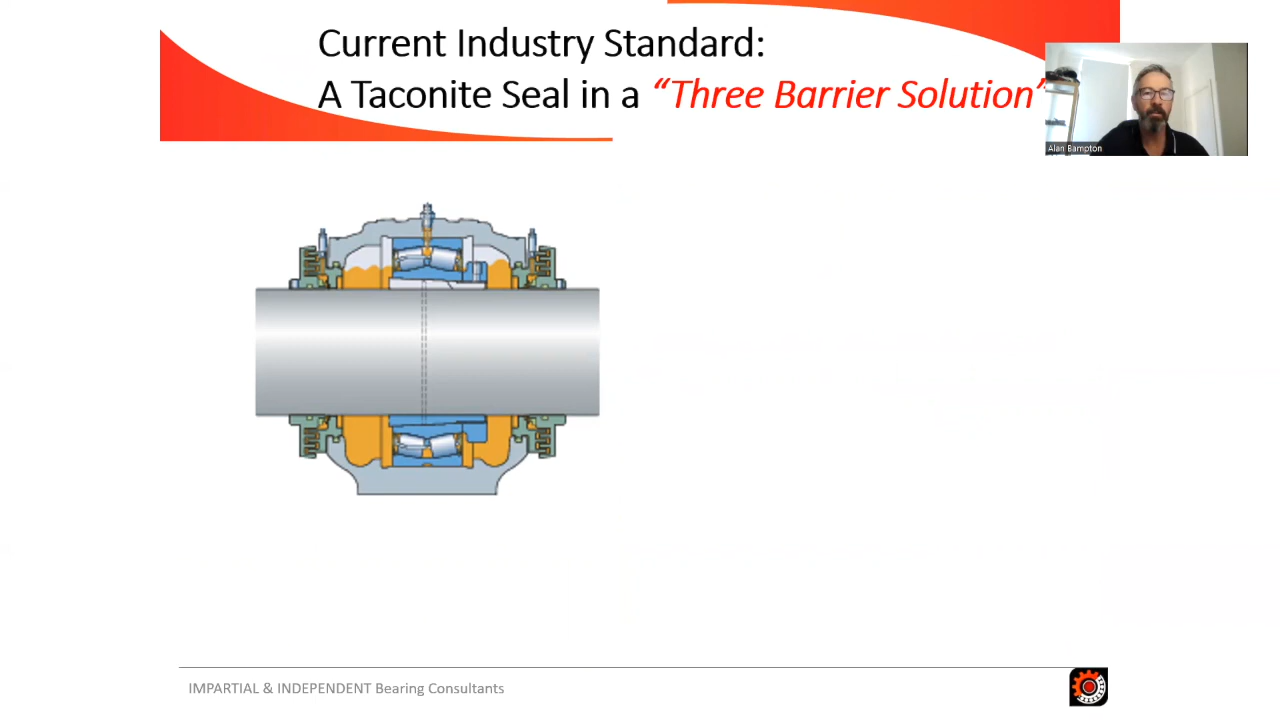 Current Industry Standard:
A Taconite Seal in a “Three Barrier Solution”
Alan Bampton
IMPARTIAL & INDEPENDENT Bearing Consultants